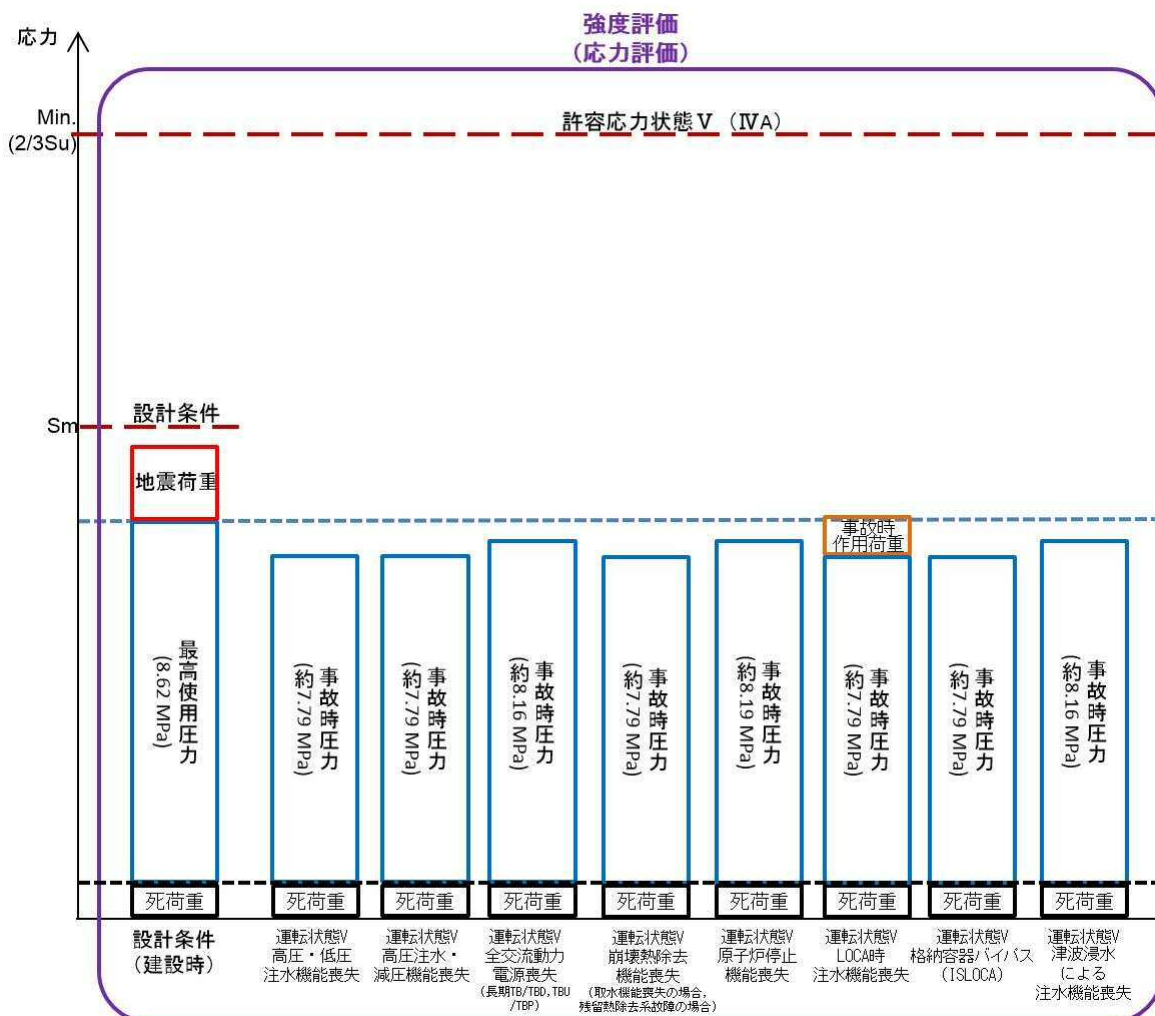 強度評価
(応力評価)
応力
Min.
(2/3Su)
許容応力状態Ⅴ (ⅣA)
Sm
設計条件
地震荷重
事故時
作用荷重
最高使用圧力
(8.62 MPa)
事故時圧力
(約7.79 MPa)
事故時圧力
(約7.79 MPa)
事故時圧力
(約8.16 MPa)
事故時圧力
(約7.79 MPa)
事故時圧力
(約8.19 MPa)
事故時圧力
(約7.79 MPa)
事故時圧力
(約7.79 MPa)
事故時圧力
(約8.16 MPa)
死荷重
死荷重
死荷重
死荷重
死荷重
死荷重
死荷重
死荷重
死荷重
設計条件
(建設時)
運転状態Ⅴ
高圧・低圧
注水機能喪失
運転状態Ⅴ
高圧注水・
減圧機能喪失
運転状態Ⅴ
全交流動力
電源喪失
(長期TB/TBD,TBU
/TBP)
運転状態Ⅴ
崩壊熱除去
機能喪失
(取水機能喪失の場合,
残留熱除去系故障の場合)
運転状態Ⅴ
原子炉停止
機能喪失
運転状態Ⅴ
LOCA時
注水機能喪失
運転状態Ⅴ
格納容器バイパス
(ISLOCA)
運転状態Ⅴ
津波浸水
による
注水機能喪失